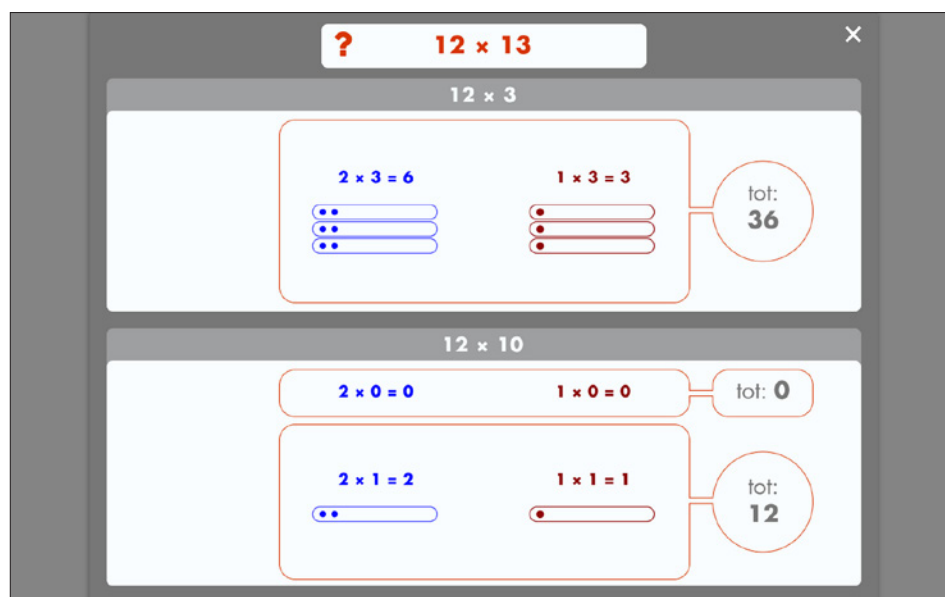 ? 12 × 13 ×
12 × 3
2 × 3 = 6 1 × 3 = 3
tot:
36
12 × 10
2 × 0 = 0 1 × 0 = 0 tot: 0
2 × 1 = 2 1 × 1 = 1
tot:
12